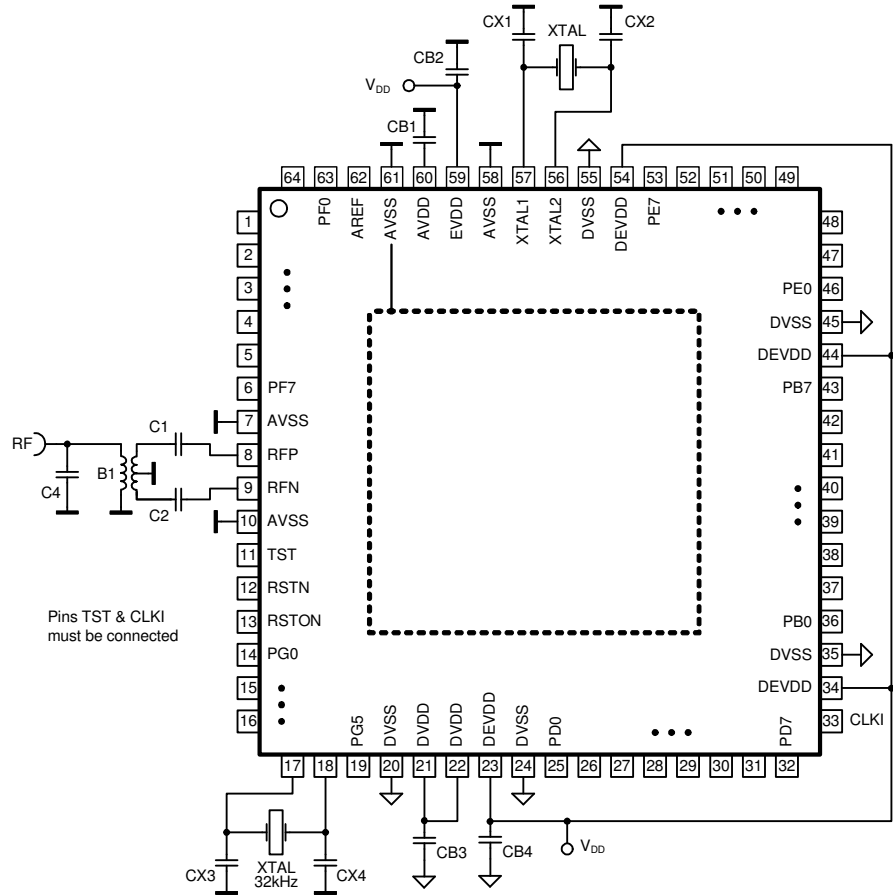 CX1
XTAL
CX2
CB2
VDD
CB1
64 63 62 61 60 59 58 57 56 55 54 53 52 51 50 49
PF0
AREF
AVSS
AVDD
EVDD
AVSS
XTAL1
XTAL2
DVSS
DEVDD
PE7
1
2
3
4
5
6 PF7
7 AVSS
8 RFP
9 RFN
10 AVSS
11 TST
12 RSTN
13 RSTON
14 PG0
15
16
48
47
PE0 46
DVSS 45
DEVDD 44
PB7 43
42
41
40
39
38
37
PB0 36
DVSS 35
DEVDD 34
33 CLKI
RF
C1
B1
C4
C2
Pins TST & CLKI
must be connected
PG5
DVSS
DVDD
DVDD
DEVDD
DVSS
PD0
PD7
17 18 19 20 21 22 23 24 25 26 27 28 29 30 31 32
CX3
XTAL
32kHz
CX4
CB3
CB4
VDD